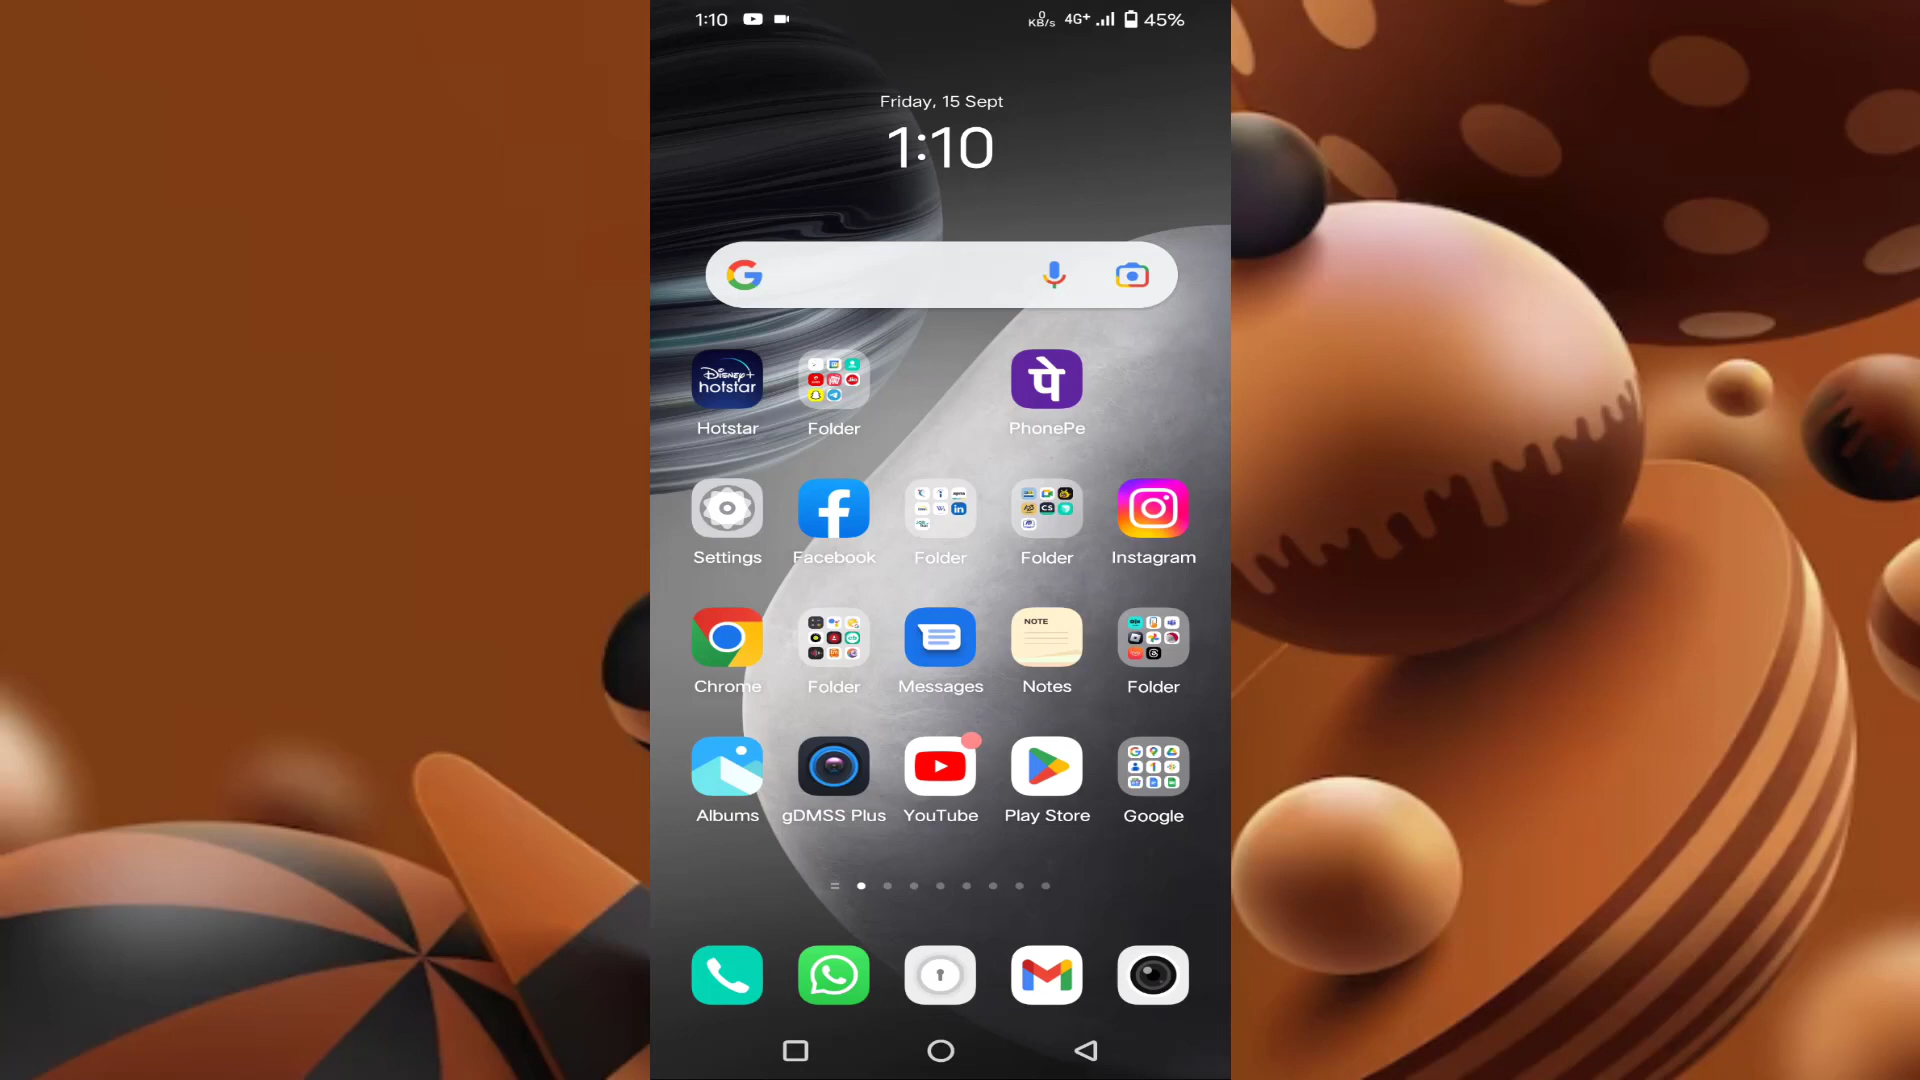 1:10
0
KB/s
4G+
45%
Friday, 15 Sept
1:10
Disney+
hotstar
पे
Hotstar
Folder
PhonePe
Settings
Facebook
Folder
Folder
Instagram
NOTE
Chrome
Folder
Messages
Notes
Folder
Albums
gDMSS Plus
YouTube
Play Store
Google